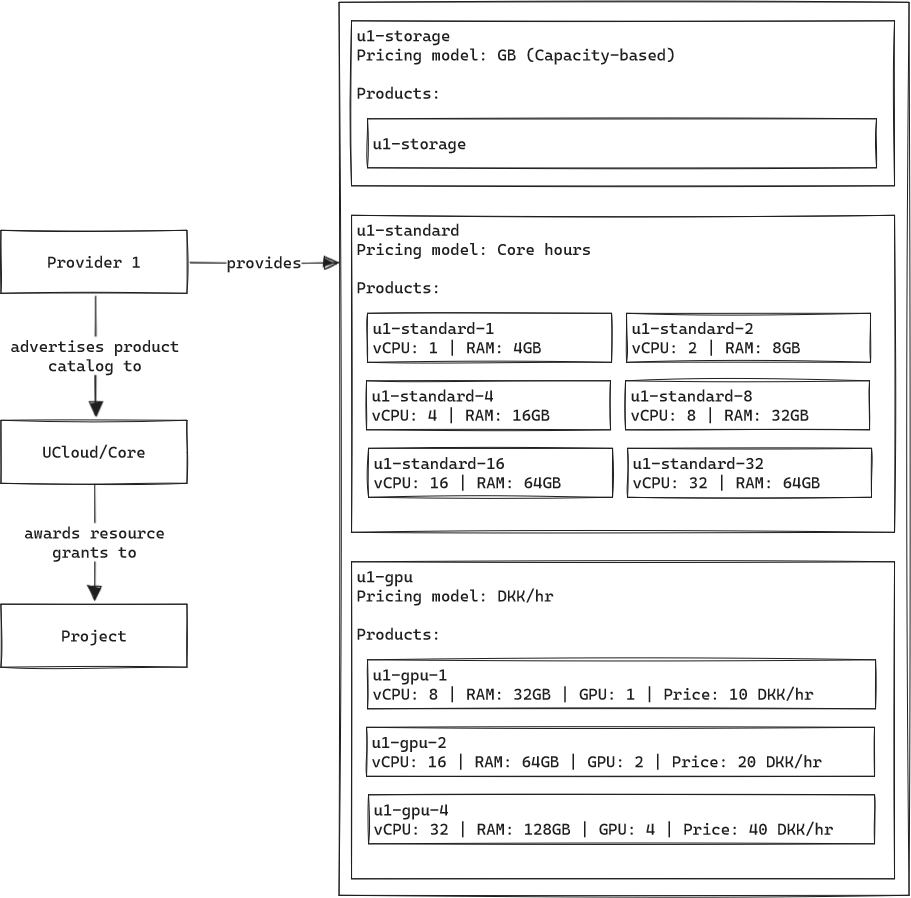 Provider 1
provides
advertises product
catalog to
UCloud/Core
awards resource
grants to
Project
u1-storage
Pricing model: GB (Capacity-based)
Products:
u1-storage
u1-standard
Pricing model: Core hours
Products:
u1-standard-1
vCPU: 1 | RAM: 4GB
u1-standard-2
vCPU: 2 | RAM: 8GB
u1-standard-4
vCPU: 4 | RAM: 16GB
u1-standard-8
vCPU: 8 | RAM: 32GB
u1-standard-16
vCPU: 16 | RAM: 64GB
u1-standard-32
vCPU: 32 | RAM: 64GB
u1-gpu
Pricing model: DKK/hr
Products:
u1-gpu-1
vCPU: 8 | RAM: 32GB | GPU: 1 | Price: 10 DKK/hr
u1-gpu-2
vCPU: 16 | RAM: 64GB | GPU: 2 | Price: 20 DKK/hr
u1-gpu-4
vCPU: 32 | RAM: 128GB | GPU: 4 | Price: 40 DKK/hr